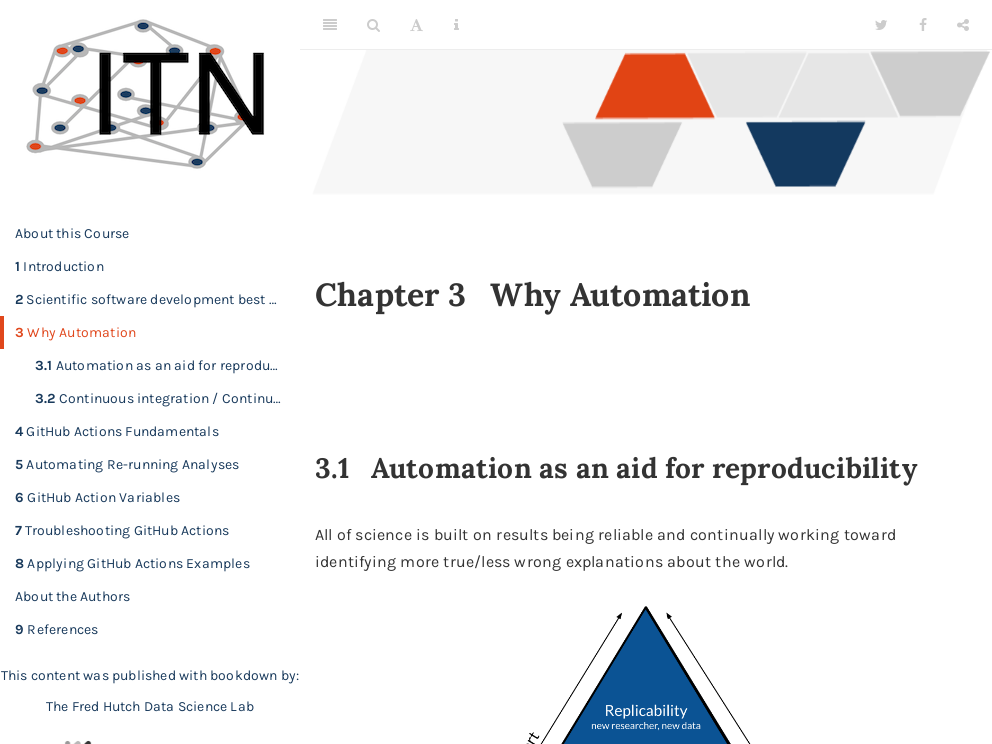 ITN
About this Course
1 Introduction
2 Scientific software development best ...
3 Why Automation
3.1 Automation as an aid for reprodu...
3.2 Continuous integration / Continu...
4 GitHub Actions Fundamentals
5 Automating Re-running Analyses
6 GitHub Action Variables
7 Troubleshooting GitHub Actions
8 Applying GitHub Actions Examples
About the Authors
9 References
This content was published with bookdown by:
The Fred Hutch Data Science Lab
Chapter 3 Why Automation
3.1 Automation as an aid for reproducibility
All of science is built on results being reliable and continually working toward
identifying more true/less wrong explanations about the world.
Replicability
new researcher, new data